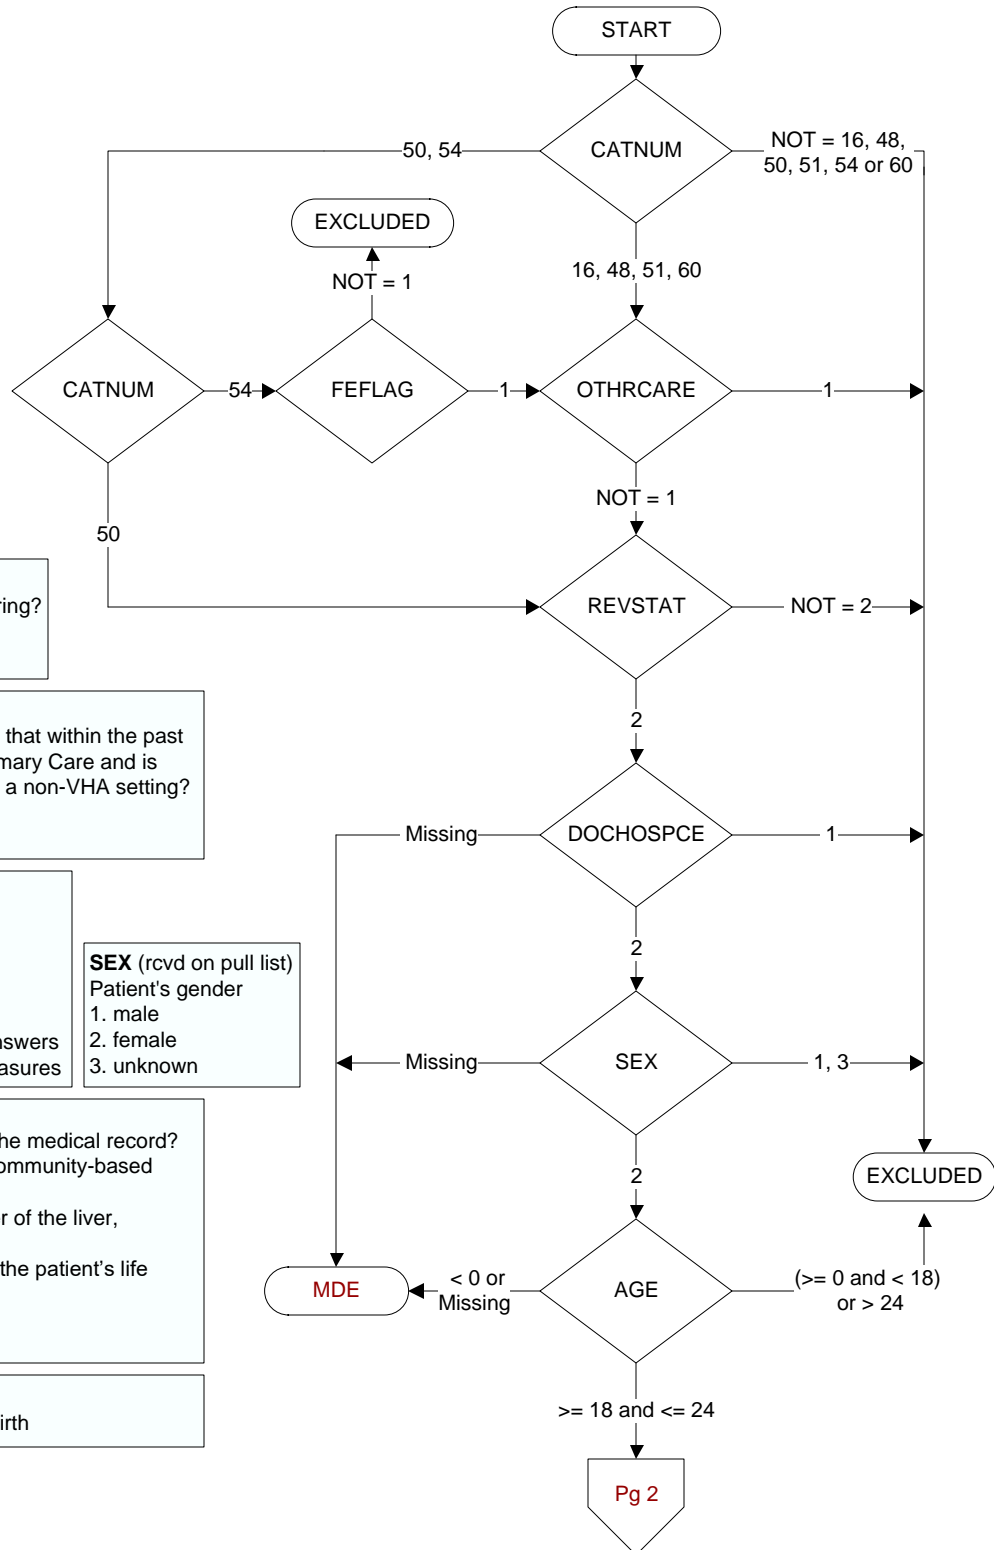 START
CATNUM
50, 54
NOT = 16, 48,
50, 51, 54 or 60
EXCLUDED
NOT = 1
16, 48, 51, 60
CATNUM
54
FEFLAG
1
OTHRCARE
1
NOT = 1
50
REVSTAT
NOT = 2
ring?
2
that within the past
mary Care and is
a non-VHA setting?
Missing
DOCHOSPCE
1
2
SEX (rcvd on pull list)
Patient's gender
1. male
2. female
3. unknown
nswers
asures
Missing
SEX
1, 3
he medical record?
ommunity-based
r of the liver,
the patient's life
2
EXCLUDED
MDE
< 0 or
Missing
AGE
(>= 0 and < 18)
or > 24
irth
>= 18 and <= 24
Pg 2